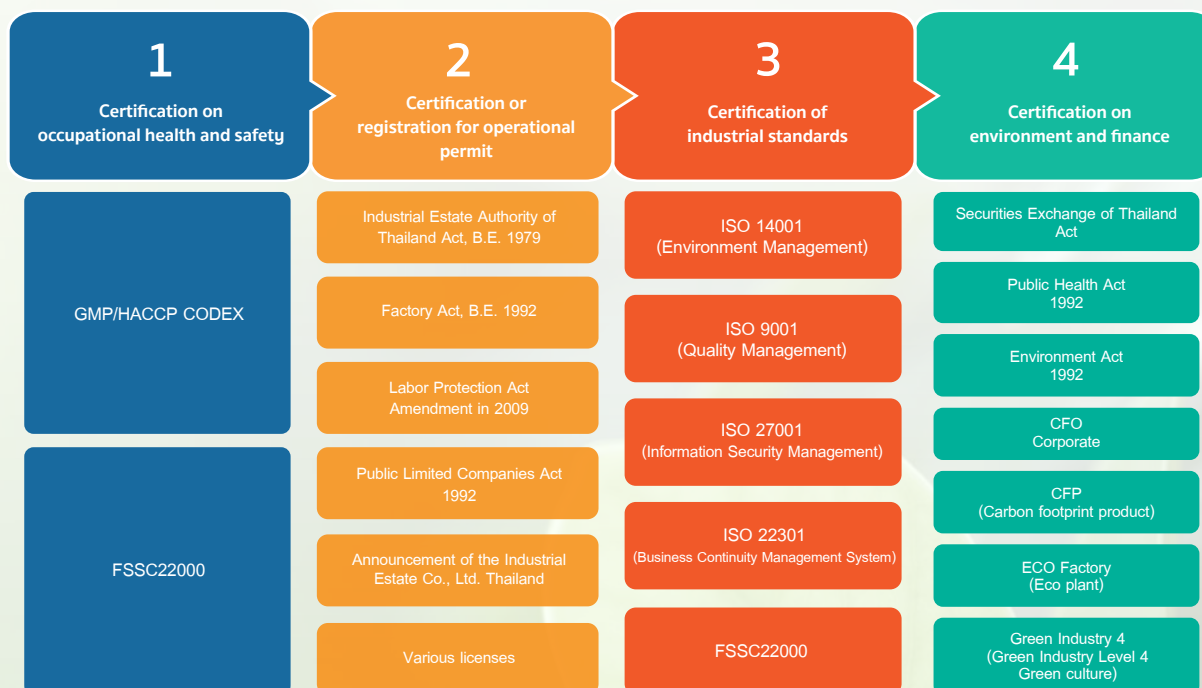 1
Certification on
occupational health and safety
GMP/HACCP CODEX
FSSC22000
2
Certification or
registration for operational
permit
Industrial Estate Authority of
Thailand Act, B.E. 1979
Factory Act, B.E. 1992
Labor Protection Act
Amendment in 2009
Public Limited Companies Act
1992
Announcement of the Industrial
Estate Co., Ltd. Thailand
Various licenses
3
Certification of
industrial standards
ISO 14001
(Environment Management)
ISO 9001
(Quality Management)
ISO 27001
(Information Security Management)
ISO 22301
(Business Continuity Management System)
FSSC22000
4
Certification on
environment and finance
Securities Exchange of Thailand
Act
Public Health Act
1992
Environment Act
1992
CFO
Corporate
CFP
(Carbon footprint product)
ECO Factory
(Eco plant)
Green Industry 4
(Green Industry Level 4
Green culture)